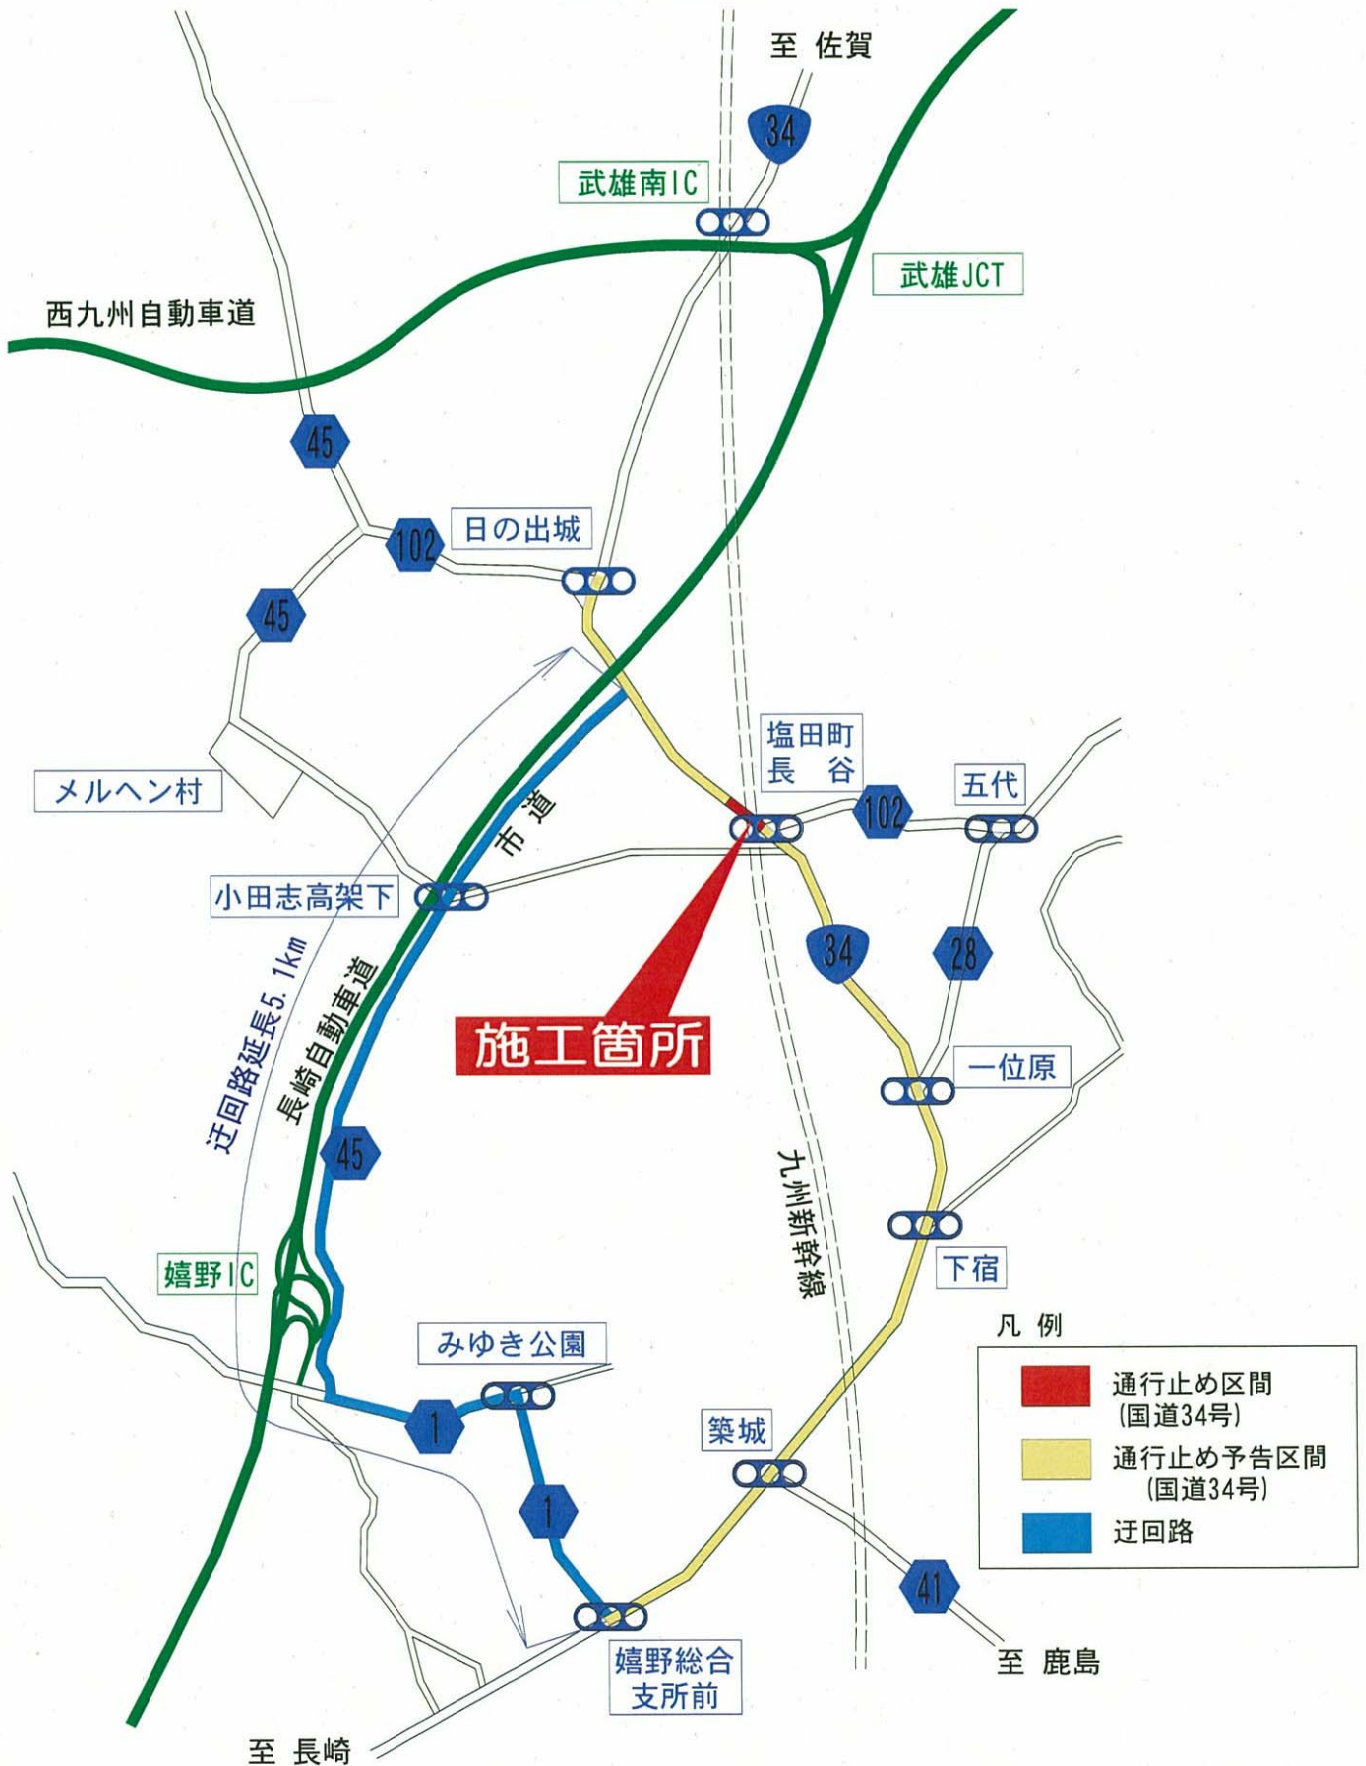 至 佐賀
34
武雄南IC
武雄JCT
西九州自動車道
45
102
日の出城
45
塩田町
長 谷
五代
102
メルヘン村
市道
小田志高架下
34
28
迂回路延長5.1km
長崎自動車道
施工箇所
一位原
45
九州新幹線
下宿
嬉野IC
みゆき公園
凡 例
通行止め区間
(国道34号)
通行止め予告区間
(国道34号)
迂回路
1
築城
1
41
嬉野総合
支所前
至 鹿島
至 長崎